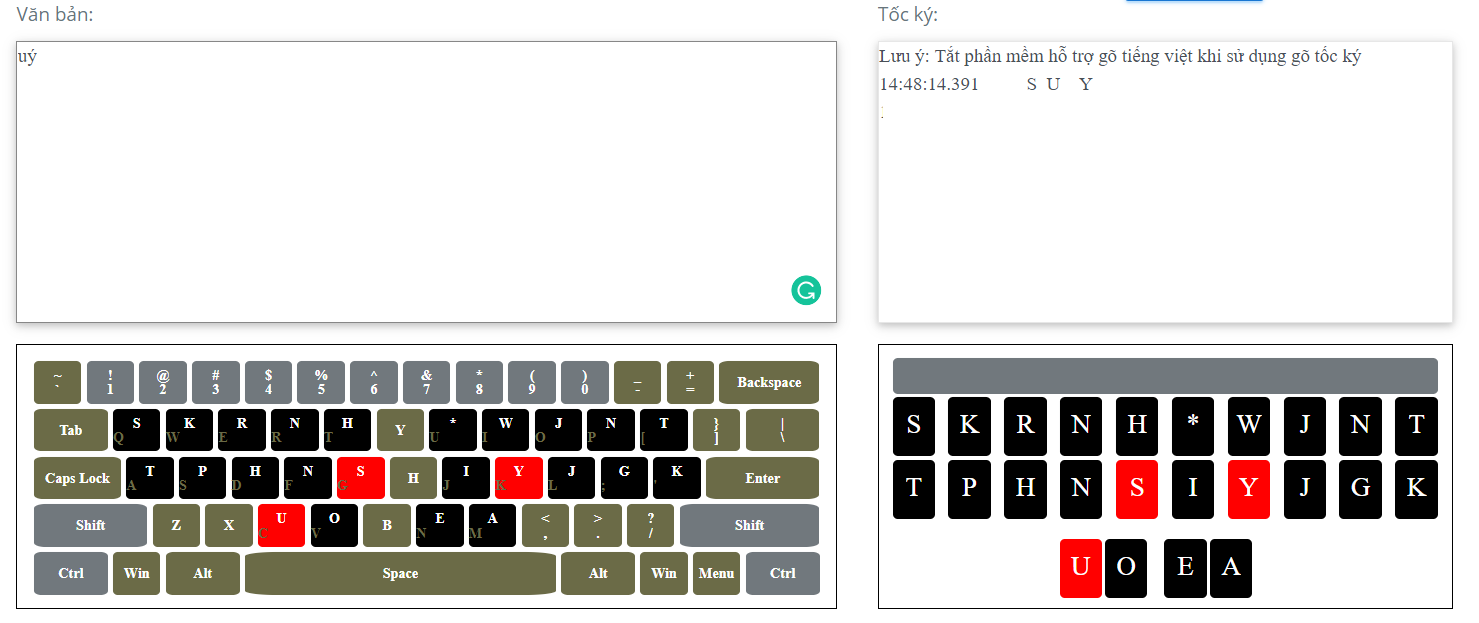 Văn bản:
uý
Tốc ký:
Lưu ý: Tắt phần mềm hỗ trợ gõ tiếng việt khi sử dụng gõ tốc ký
14:48:14.391 S U Y
~ ! @ # $ % ^ & * ( ) _ +
` 1 2 3 4 5 6 7 8 9 0 - = Backspace
Tab S K R N H Y * W J N T } |
Q W E R T U I O P [ ] \
Caps Lock T P H N S H I Y J G K Enter
A S D F G J K L ; '
Shift Z X U O B E A < > ? Shift
C V N M , . /
Ctrl Win Alt Space Alt Win Menu Ctrl
S K R N H * W J N T
T P H N S I Y J G K
U O E A